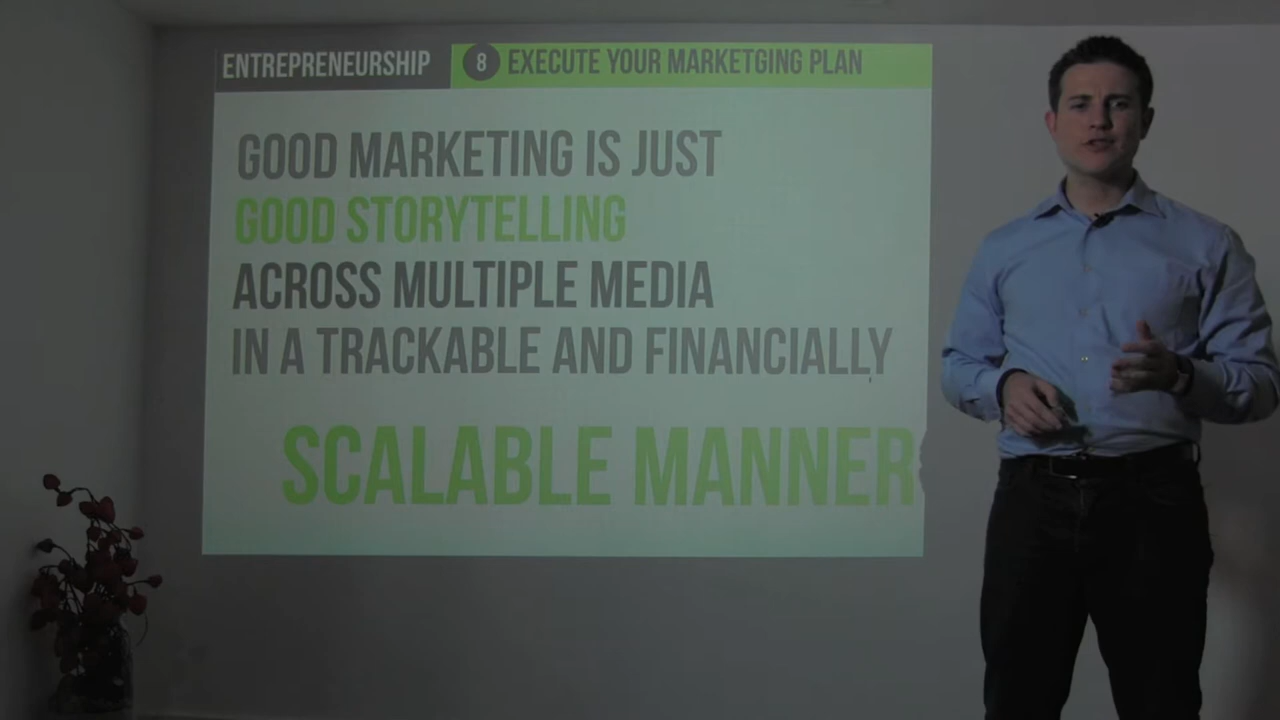 ENTREPRENEURSHIP 8 EXECUTE YOUR MARKETGING PLAN
GOOD MARKETING IS JUST
GOOD STORYTELLING
ACROSS MULTIPLE MEDIA
IN A TRACKABLE AND FINANCIALLY
SCALABLE MANNER